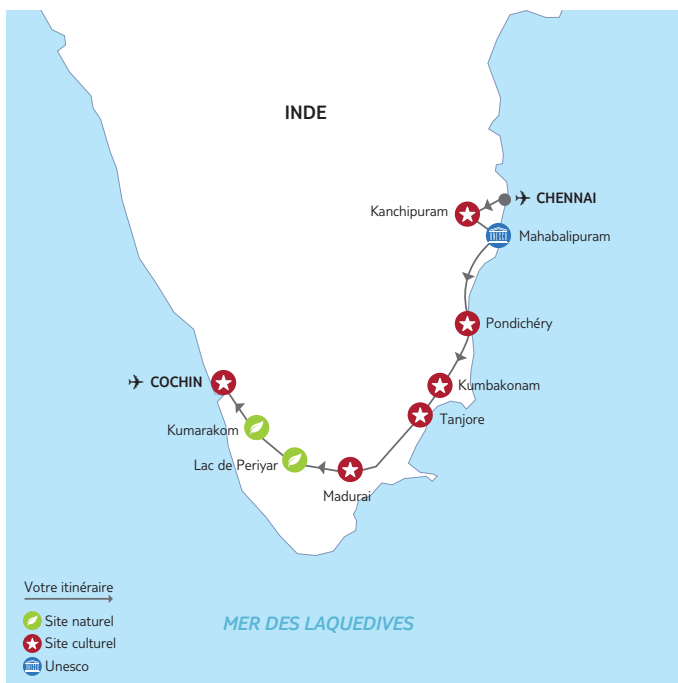 INDE
CHENNAI
Kanchipuram
Mahabalipuram
Pondichéry
COCHIN
Kumbakonam
Tanjore
Kumarakom
Lac de Periyar
Madurai
Votre itinéraire
Site naturel
Site culturel
Unesco
MER DES LAQUEDIVES